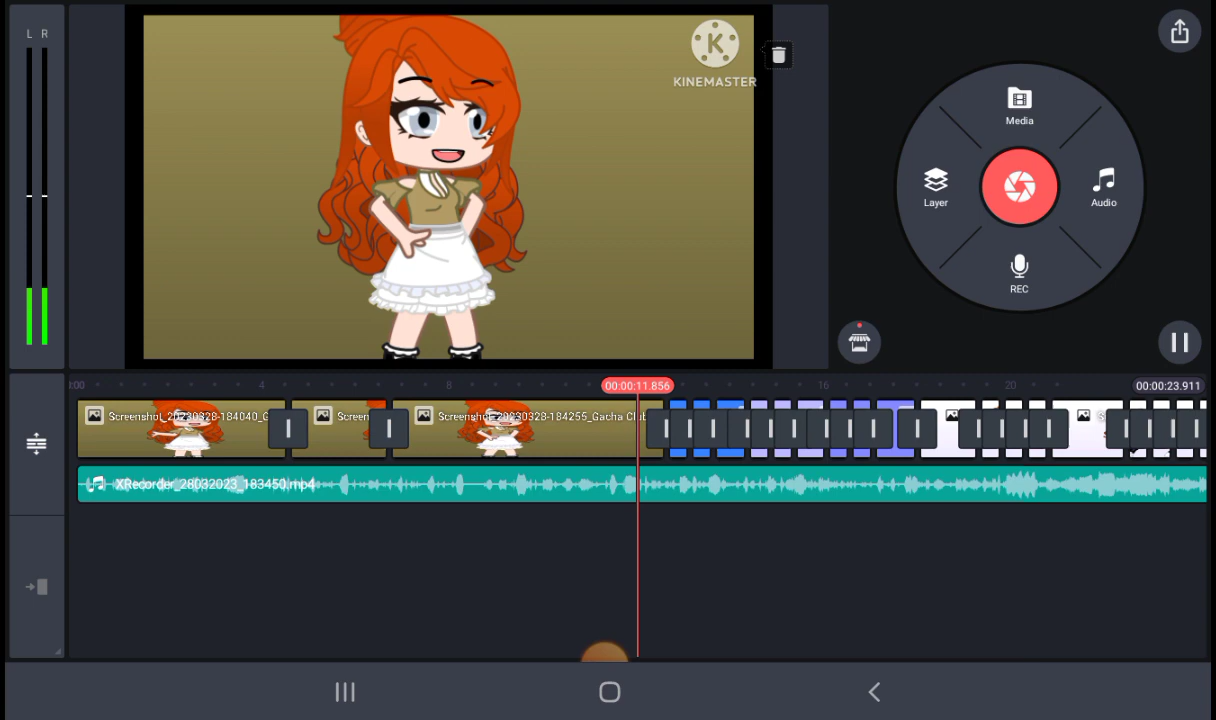 L R
KINEMASTER
Media
Layer
Audio
REC
4
8
00:00:11.856
16
20
00:00:23.911
Screenshot_20230328-184040_G
Screen
Screenshot_20230328-184255_Gacha Club
XRecorder_28032023_183450.mp4